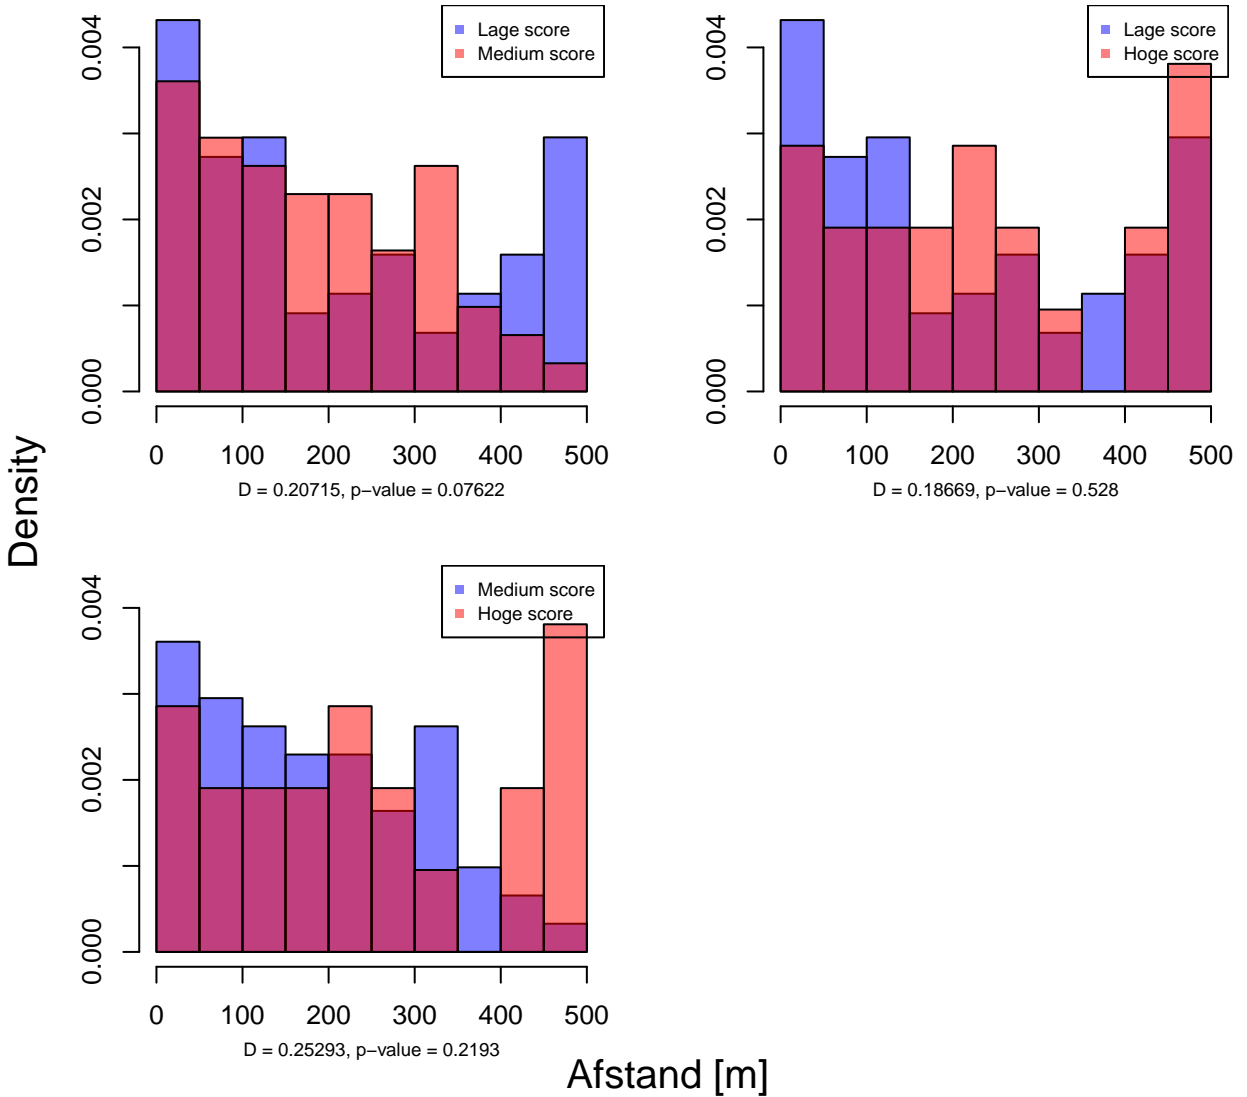 Lage score
Medium score
0.000
0.002
0.004
0 100 200 300 400 500
D = 0.20715, p−value = 0.07622
Lage score
Hoge score
0.000
0.002
0.004
0 100 200 300 400 500
D = 0.18669, p−value = 0.528
Density
Medium score
Hoge score
0.000
0.002
0.004
0 100 200 300 400 500
D = 0.25293, p−value = 0.2193
Afstand [m]